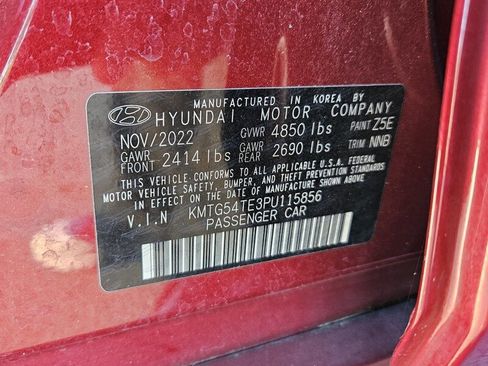 MANUFACTURED IN KOREA BY
HYUNDAI MOTOR COMPANY
NOV/2022 GVWR 4850 lbs PAINT Z5E
GAWR FRONT 2414 lbs GAWR REAR 2690 lbs TRIM NNB
THIS VEHICLE CONFORMS TO ALL APPLICABLE U.S.A. FEDERAL
MOTOR VEHICLE SAFETY, BUMPER, AND THEFT PREVENTION STANDARDS
IN EFFECT ON THE DATE OF MANUFACTURE SHOWN ABOVE.
V.I.N KMTG54TE3PU115856
PASSENGER CAR